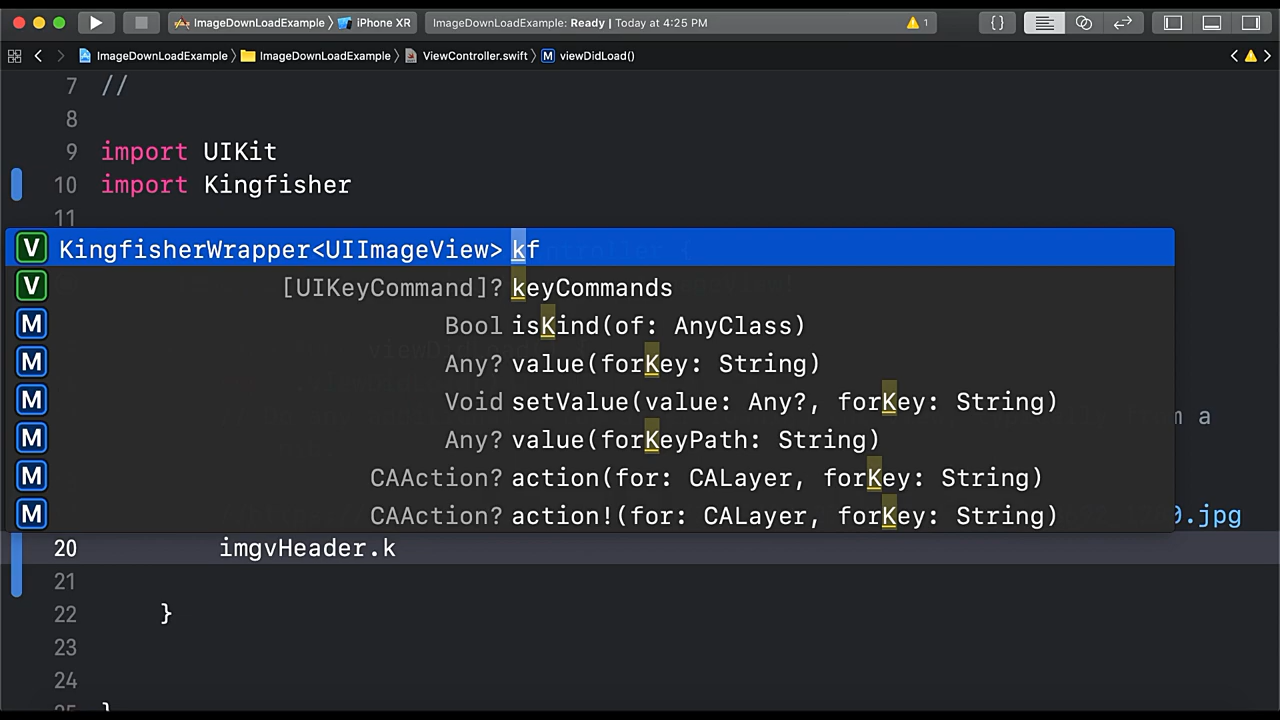 ImageDownLoadExample › iPhone XR
ImageDownLoadExample: Ready | Today at 4:25 PM
1
{}
ImageDownLoadExample › ImageDownLoadExample › ViewController.swift › M viewDidLoad()
7 //
8
9 import UIKit
10 import Kingfisher
11
V KingfisherWrapper<UIImageView> kf
V [UIKeyCommand]? keyCommands
M Bool isKind(of: AnyClass)
M Any? value(forKey: String)
M Void setValue(value: Any?, forKey: String)
M Any? value(forKeyPath: String)
M CAAction? action(for: CALayer, forKey: String)
M CAAction? action!(for: CALayer, forKey: String)
a
.jpg
20 imgvHeader.k
21
22 }
23
24